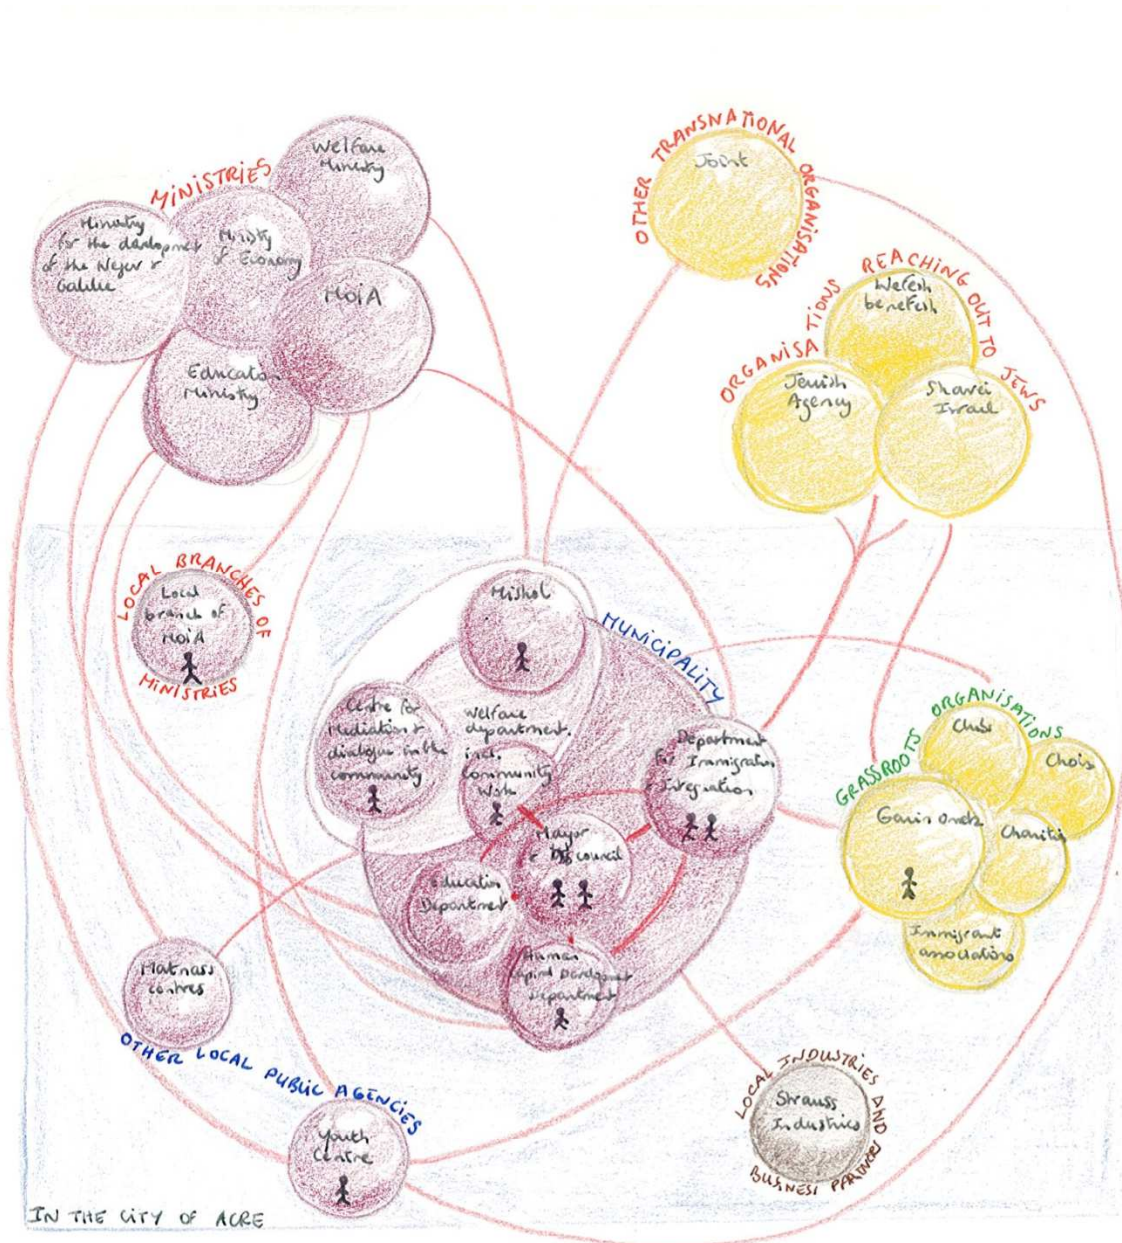 MINISTRIES
Welfare
Ministry
Ministry
for the
of the Negev &
Galilee
Ministry
of Economy
MoiA
Education
Ministry
OTHER TRANSNATIONAL ORGANISATIONS
Joint
ORGANISATIONS REACHING OUT TO JEWS
benefesh
Jewish
Agency
Shavei
Israel
LOCAL BRANCHES OF
Local
branch of
MoiA
MINISTRIES
MUNICIPALITY
Mishol
Centre for
Mediation &
dialogue in the
community
Welfare
department,
incl.
Community
Work
Department
for Immigration
Integration
Mayor
& council
Education
Department
Human
Capital Development
Department
GRASSROOTS ORGANISATIONS
Clubs
Choirs
Charities
Immigrant
associations
Matnass
centres
OTHER LOCAL PUBLIC AGENCIES
Youth
Centre
LOCAL INDUSTRIES AND
Strauss
Industries
BUSINESS PARTNERS
IN THE CITY OF ACRE